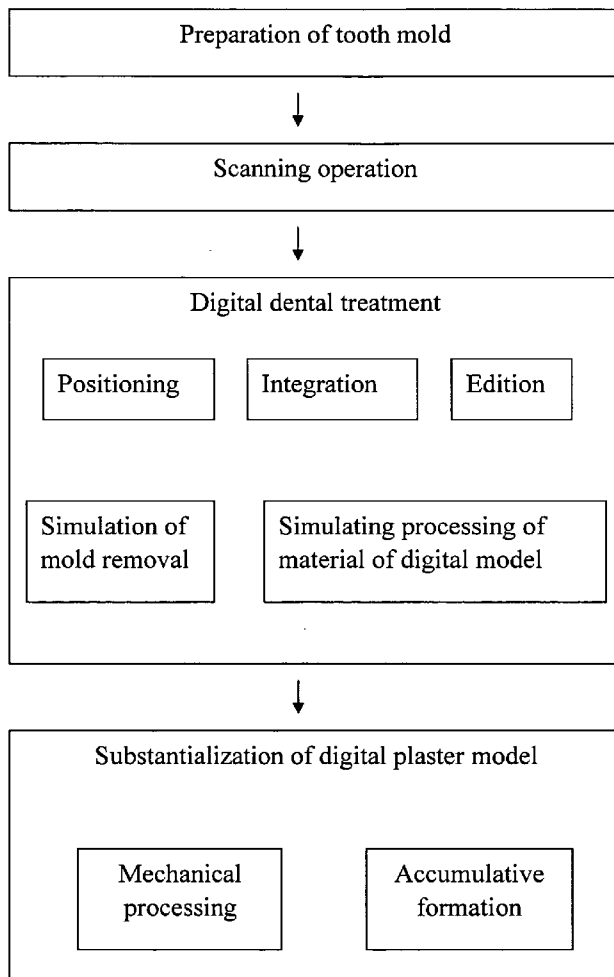 Preparation of tooth mold
Scanning operation
Digital dental treatment
Positioning
Integration
Edition
Simulation of
mold removal
Simulating processing of
material of digital model
Substantialization of digital plaster model
Mechanical
processing
Accumulative
formation